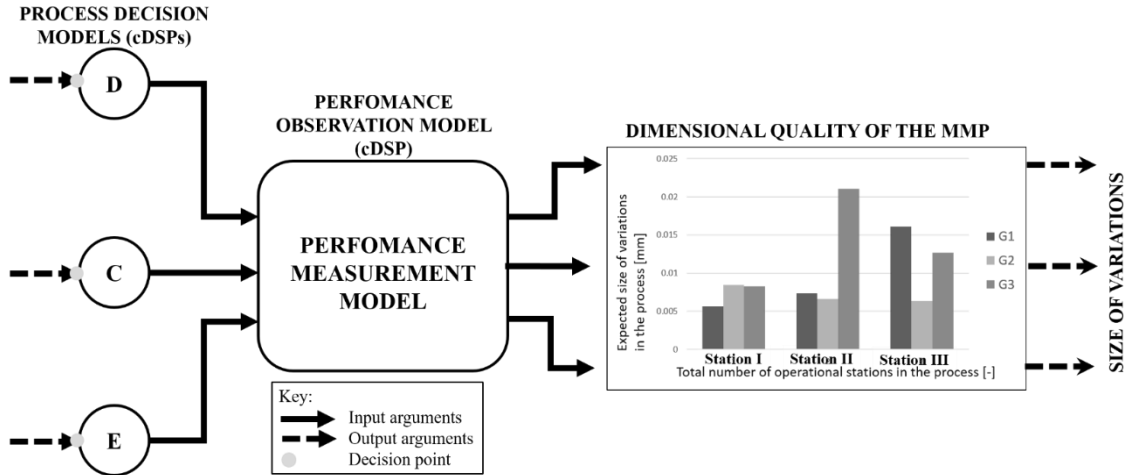 PROCESS DECISION
MODELS (cDSPs)
D
C
E
PERFOMANCE
OBSERVATION MODEL
(cDSP)
PERFOMANCE
MEASUREMENT
MODEL
Key:
Input arguments
Output arguments
Decision point
DIMENSIONAL QUALITY OF THE MMP
Expected size of variations
in the process [mm]
0.025
0.02
0.015
0.01
0.005
0
Station I
Station II
Station III
Total number of operational stations in the process [-]
G1
G2
G3
SIZE OF VARIATIONS